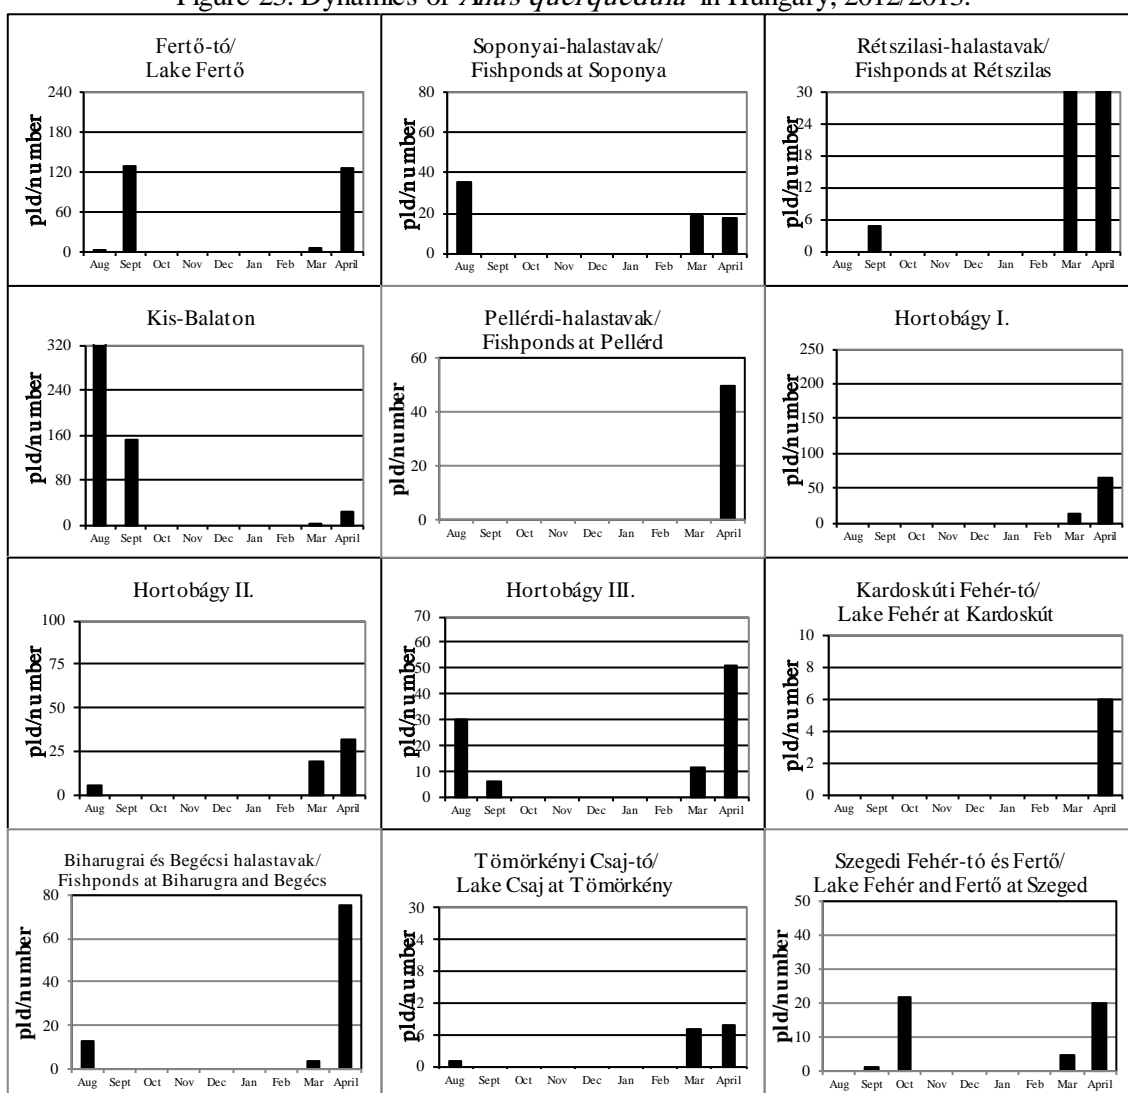 Figure 23. Dynamics of Anas querquedula in Hungary, 2012/2013.
Fertő-tó/
Lake Fertő
pld/number
240
180
120
60
0
Aug Sept Oct Nov Dec Jan Feb Mar April
Soponyai-halastavak/
Fishponds at Soponya
pld/number
80
60
40
20
0
Aug Sept Oct Nov Dec Jan Feb Mar April
Rétszilasi-halastavak/
Fishponds at Rétszilas
pld/number
30
24
18
12
6
0
Aug Sept Oct Nov Dec Jan Feb Mar April
Kis-Balaton
pld/number
320
240
160
80
0
Aug Sept Oct Nov Dec Jan Feb Mar April
Pellérdi-halastavak/
Fishponds at Pellérd
pld/number
60
40
20
0
Aug Sept Oct Nov Dec Jan Feb Mar April
Hortobágy I.
pld/number
250
200
150
100
50
0
Aug Sept Oct Nov Dec Jan Feb Mar April
Hortobágy II.
pld/number
100
75
50
25
0
Aug Sept Oct Nov Dec Jan Feb Mar April
Hortobágy III.
pld/number
70
60
50
40
30
20
10
0
Aug Sept Oct Nov Dec Jan Feb Mar April
Kardoskúti Fehér-tó/
Lake Fehér at Kardoskút
pld/number
10
8
6
4
2
0
Aug Sept Oct Nov Dec Jan Feb Mar April
Biharugrai és Begécsi halastavak/
Fishponds at Biharugra and Begécs
pld/number
80
60
40
20
0
Aug Sept Oct Nov Dec Jan Feb Mar April
Tömörkényi Csaj-tó/
Lake Csaj at Tömörkény
pld/number
30
24
18
12
6
0
Aug Sept Oct Nov Dec Jan Feb Mar April
Szegedi Fehér-tó és Fertő/
Lake Fehér and Fertő at Szeged
pld/number
50
40
30
20
10
0
Aug Sept Oct Nov Dec Jan Feb Mar April